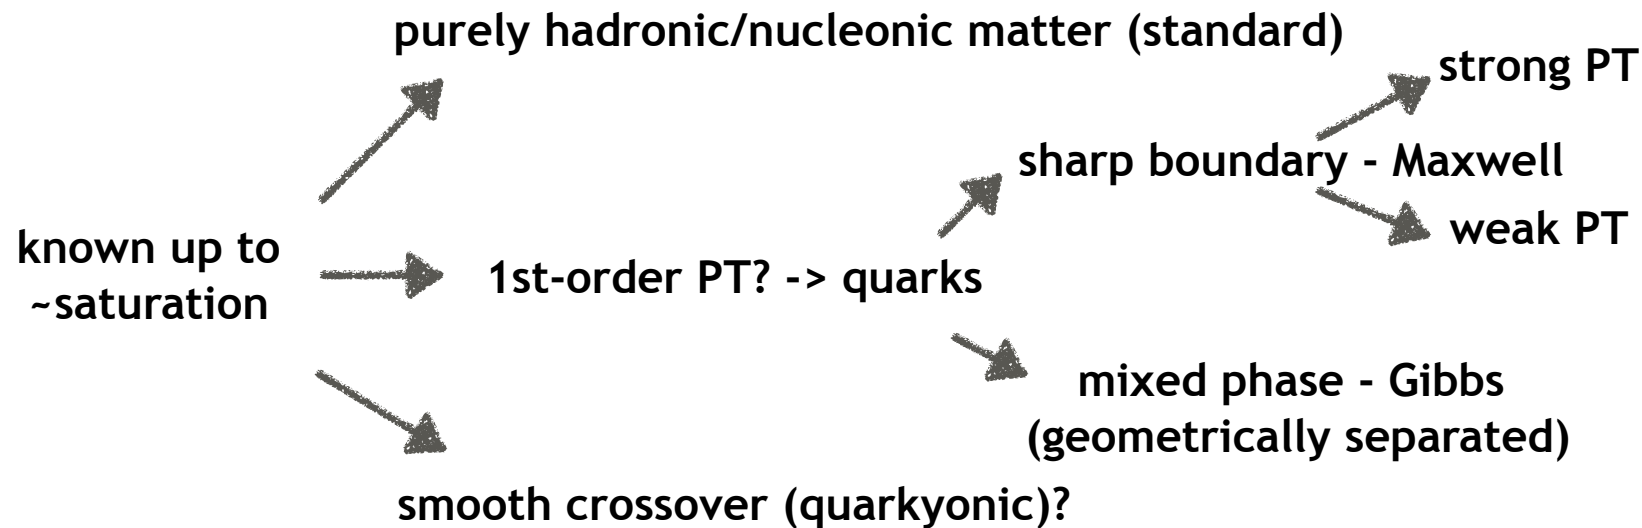 purely hadronic/nucleonic matter (standard)
strong PT
sharp boundary - Maxwell
weak PT
known up to
~saturation
1st-order PT? -> quarks
mixed phase - Gibbs
(geometrically separated)
smooth crossover (quarkyonic)?